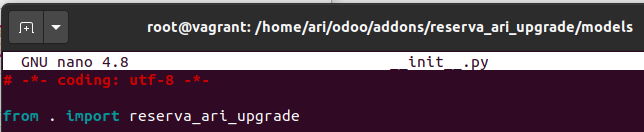 root@vagrant: /home/ari/odoo/addons/reserva_ari_upgrade/models
GNU nano 4.8 __init__.py
# -*- coding: utf-8 -*-
from . import reserva_ari_upgrade